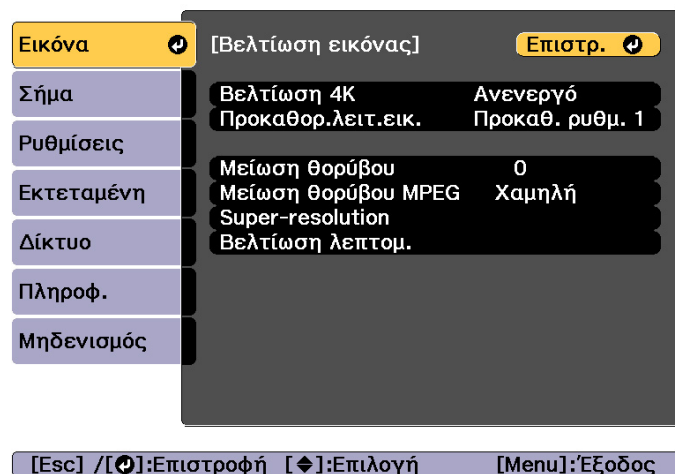 Εικόνα
[Βελτίωση εικόνας] Επιστρ.
Σήμα
Ρυθμίσεις
Εκτεταμένη
Δίκτυο
Πληροφ.
Μηδενισμός
Βελτίωση 4K Ανενεργό
Προκαθορ.λειτ.εικ. Προκαθ. ρυθμ. 1
Μείωση θορύβου 0
Μείωση θορύβου MPEG Χαμηλή
Super-resolution
Βελτίωση λεπτομ.
[Esc] /[]:Επιστροφή []:Επιλογή [Menu]:Έξοδος